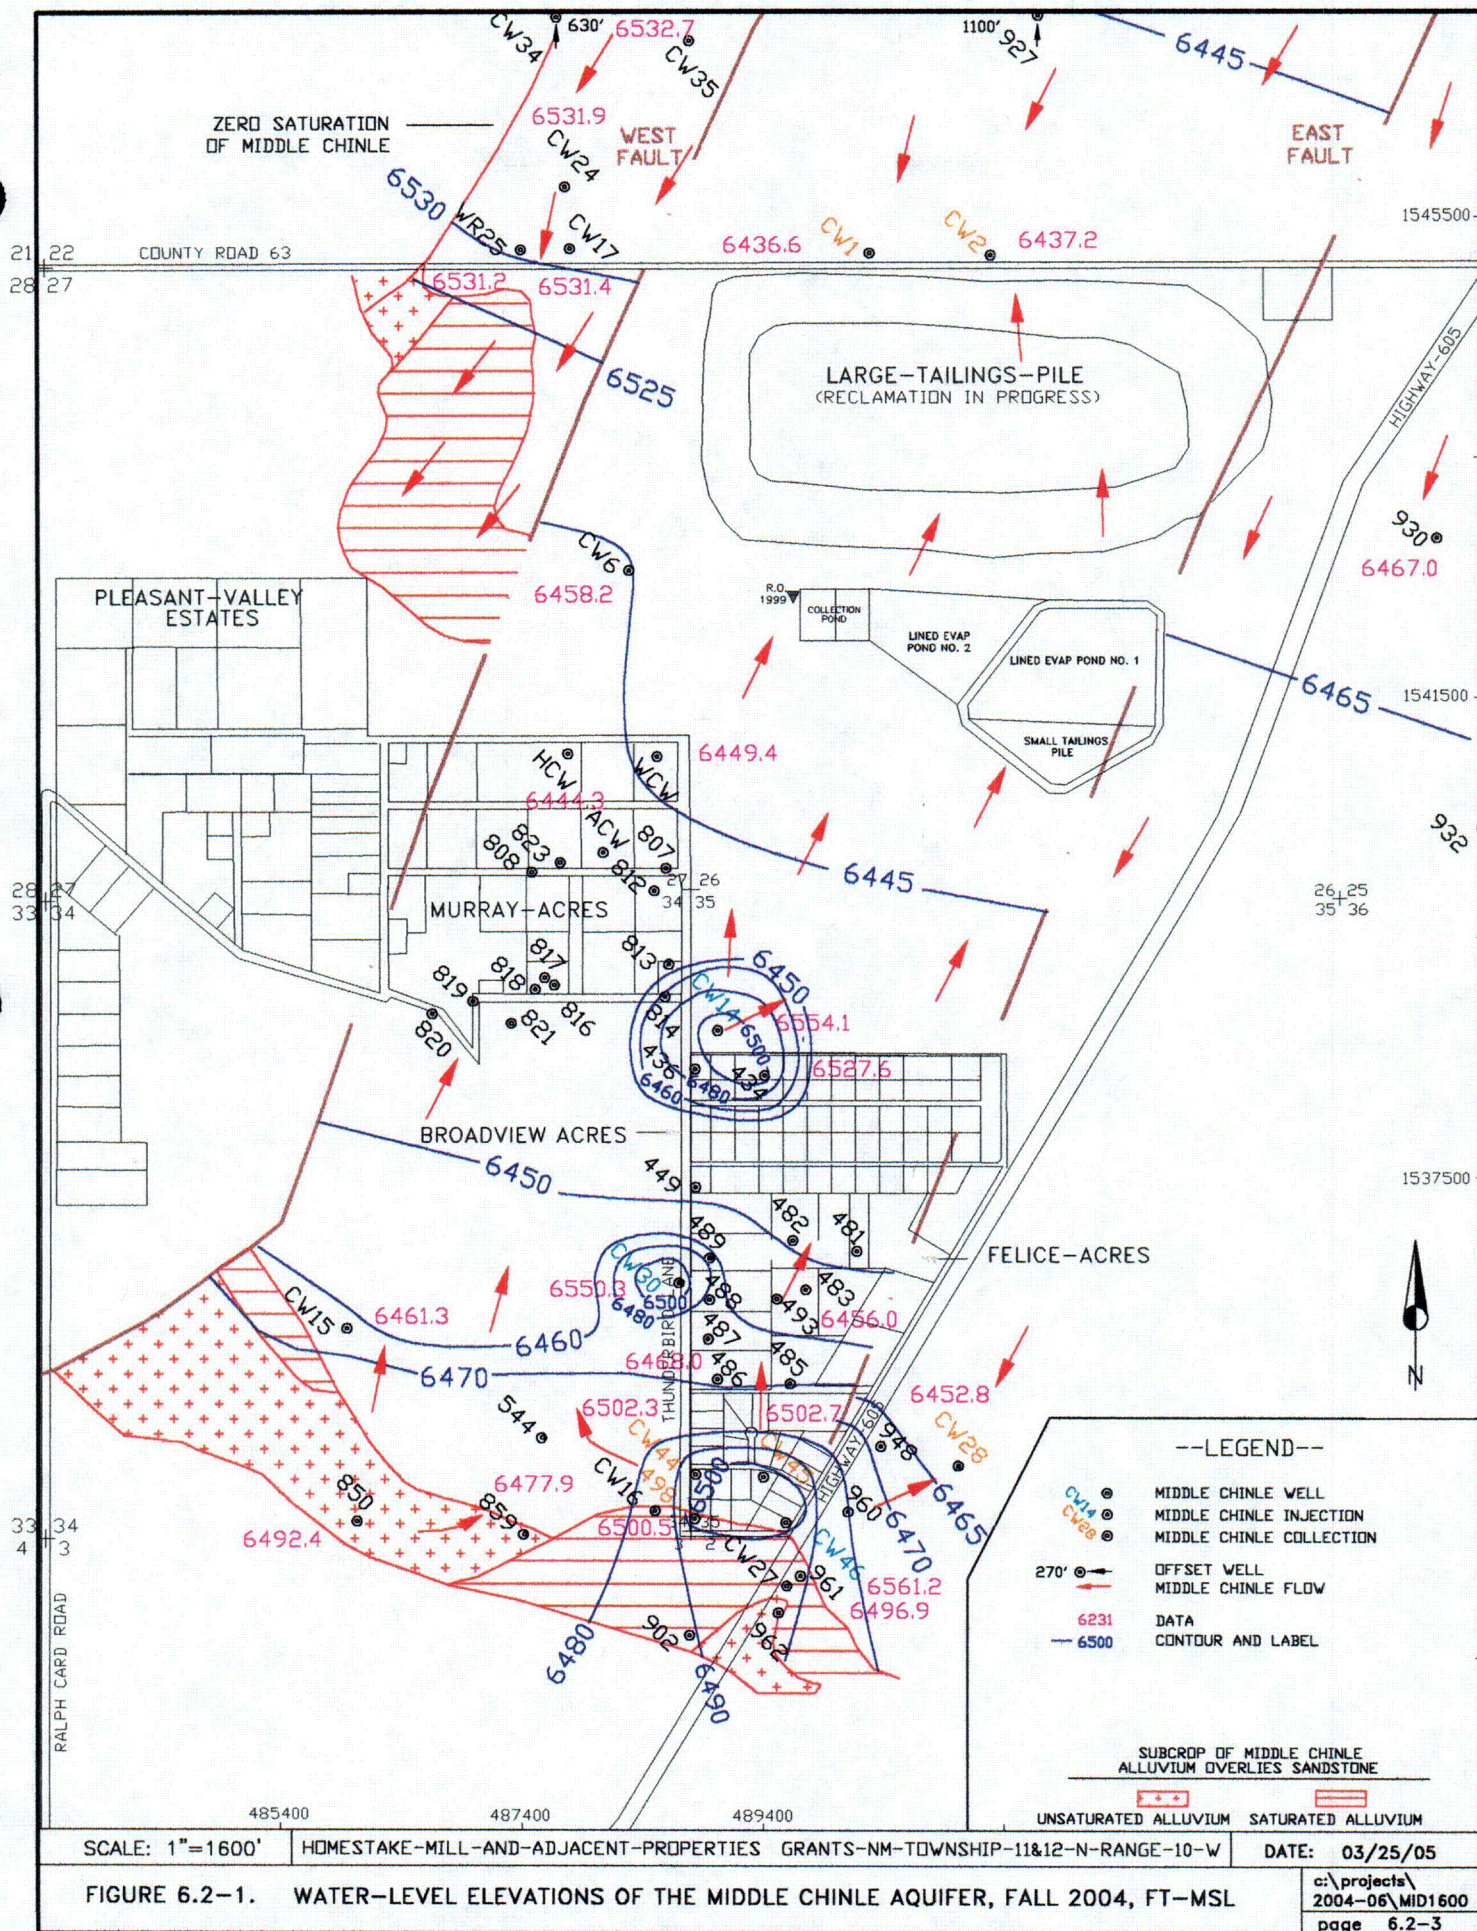 CW34
630'
6532.7
CW35
1100'
927
6445
ZERO SATURATION
OF MIDDLE CHINLE
6531.9
WEST
FAULT
EAST
FAULT
CW24
6530
WR25
CW17
6436.6
CW1
CW2
6437.2
1545500
21 22
28 27
COUNTY ROAD 63
6531.2
6531.4
6525
LARGE-TAILINGS-PILE
(RECLAMATION IN PROGRESS)
HIGHWAY-605
930
6467.0
CW6
6458.2
PLEASANT-VALLEY
ESTATES
R.O.
1999
COLLECTION
POND
LINED EVAP
POND NO. 2
LINED EVAP POND NO. 1
6465
1541500
SMALL TAILINGS
PILE
HCW
WCW
6449.4
6444.3
ACW
823
808
807
812
6445
932
28 27
33 34
27 26
34 35
26 25
35 36
MURRAY-ACRES
817
818
813
819
816
821
820
814
CW14
6450
6554.1
6500
436
434
6527.6
6460
6480
BROADVIEW ACRES
6450
449
1537500
489
482
481
FELICE-ACRES
CW30
6550.3
6500
6480
488
493
483
6456.0
CW15
6461.3
6460
487
THUNDERBIRD LANE
6470
6468.0
486
485
6452.8
544
6502.3
6502.7
CW44
498
CW45
HIGHWAY-605
948
CW28
6477.9
CW16
6500
960
6465
850
859
6492.4
6500.5
34 35
3 2
6470
33 34
4 3
CW27
CW46
961
6561.2
6496.9
902
962
6480
6490
RALPH CARD ROAD
N
--LEGEND--
CW14
CW28
MIDDLE CHINLE WELL
MIDDLE CHINLE INJECTION
MIDDLE CHINLE COLLECTION
270'
OFFSET WELL
MIDDLE CHINLE FLOW
6231
DATA
6500
CONTOUR AND LABEL
SUBCROP OF MIDDLE CHINLE
ALLUVIUM OVERLIES SANDSTONE
UNSATURATED ALLUVIUM
SATURATED ALLUVIUM
485400
487400
489400
SCALE: 1"=1600'
HOMESTAKE-MILL-AND-ADJACENT-PROPERTIES GRANTS-NM-TOWNSHIP-11&12-N-RANGE-10-W
DATE: 03/25/05
FIGURE 6.2-1. WATER-LEVEL ELEVATIONS OF THE MIDDLE CHINLE AQUIFER, FALL 2004, FT-MSL
c:\projects\
2004-06\MID1600
page 6.2-3